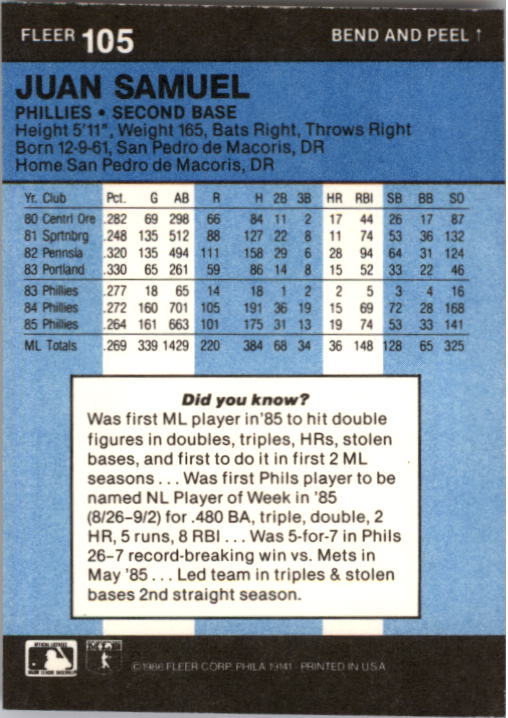 FLEER 105 BEND AND PEEL ↑
JUAN SAMUEL
PHILLIES • SECOND BASE
Height 5'11", Weight 165, Bats Right, Throws Right
Born 12-9-61, San Pedro de Macoris, DR
Home San Pedro de Macoris, DR
Yr. Club Pct. G AB R H 2B 3B HR RBI SB BB SO
80 Centrl Ore .282 69 298 66 84 11 2 17 44 26 17 87
81 Sprtnbrg .248 135 512 88 127 22 8 11 74 53 36 132
82 Pennsla .320 135 494 111 158 29 6 28 94 64 31 124
83 Portland .330 65 261 59 86 14 8 15 52 33 22 46
83 Phillies .277 18 65 14 18 1 2 2 5 3 4 16
84 Phillies .272 160 701 105 191 36 19 15 69 72 28 168
85 Phillies .264 161 663 101 175 31 13 19 74 53 33 141
ML Totals .269 339 1429 220 384 68 34 36 148 128 65 325
Did you know?
Was first ML player in '85 to hit double
figures in doubles, triples, HRs, stolen
bases, and first to do it in first 2 ML
seasons . . . Was first Phils player to be
named NL Player of Week in '85
(8/26-9/2) for .480 BA, triple, double, 2
HR, 5 runs, 8 RBI . . . Was 5-for-7 in Phils
26-7 record-breaking win vs. Mets in
May '85 . . . Led team in triples & stolen
bases 2nd straight season.
©1986 FLEER CORP. PHILA 19141 - PRINTED IN U.S.A.